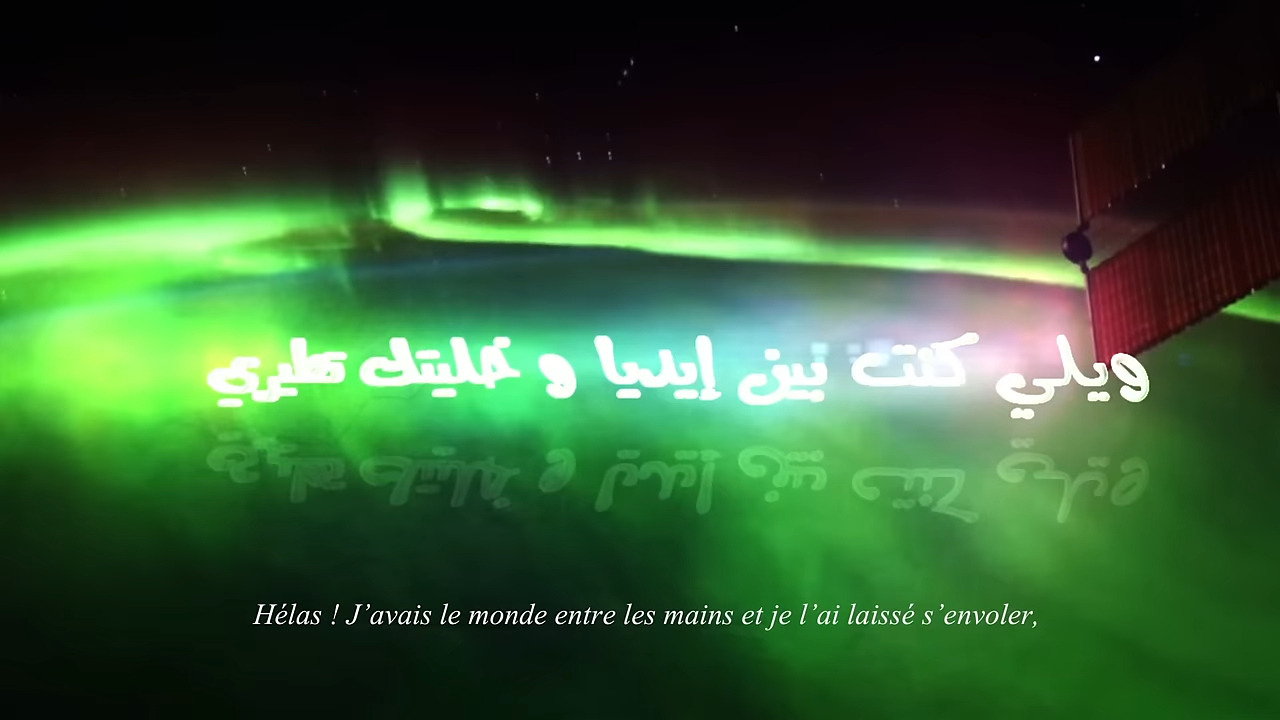 ويلي كنت بين إيديا و خليتك تطيري
Hélas ! J’avais le monde entre les mains et je l’ai laissé s’envoler,